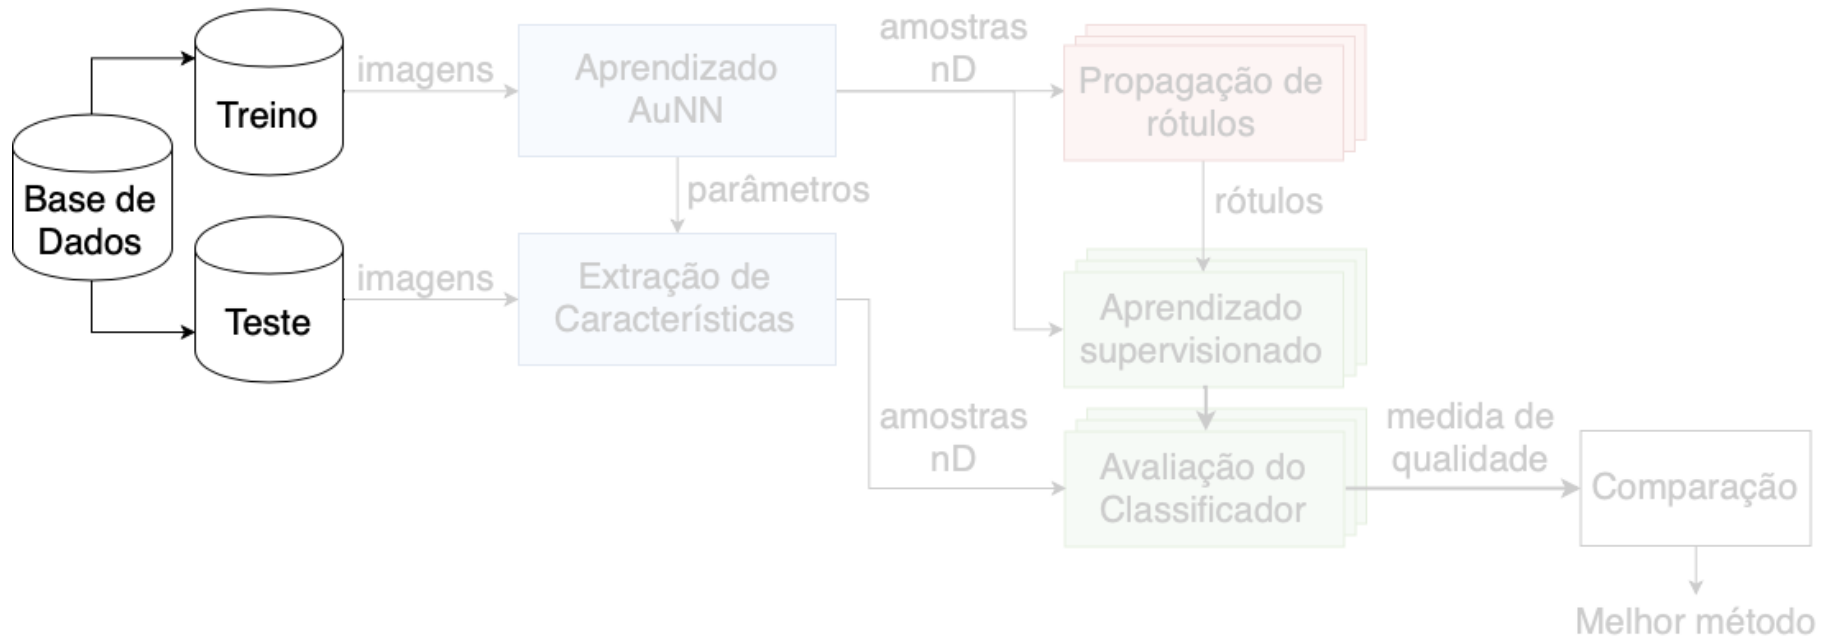 Base de
Dados
Treino
Teste
imagens
imagens
Aprendizado
AuNN
parâmetros
Extração de
Características
amostras
nD
amostras
nD
Propagação de
rótulos
rótulos
Aprendizado
supervisionado
Avaliação do
Classificador
medida de
qualidade
Comparação
Melhor método